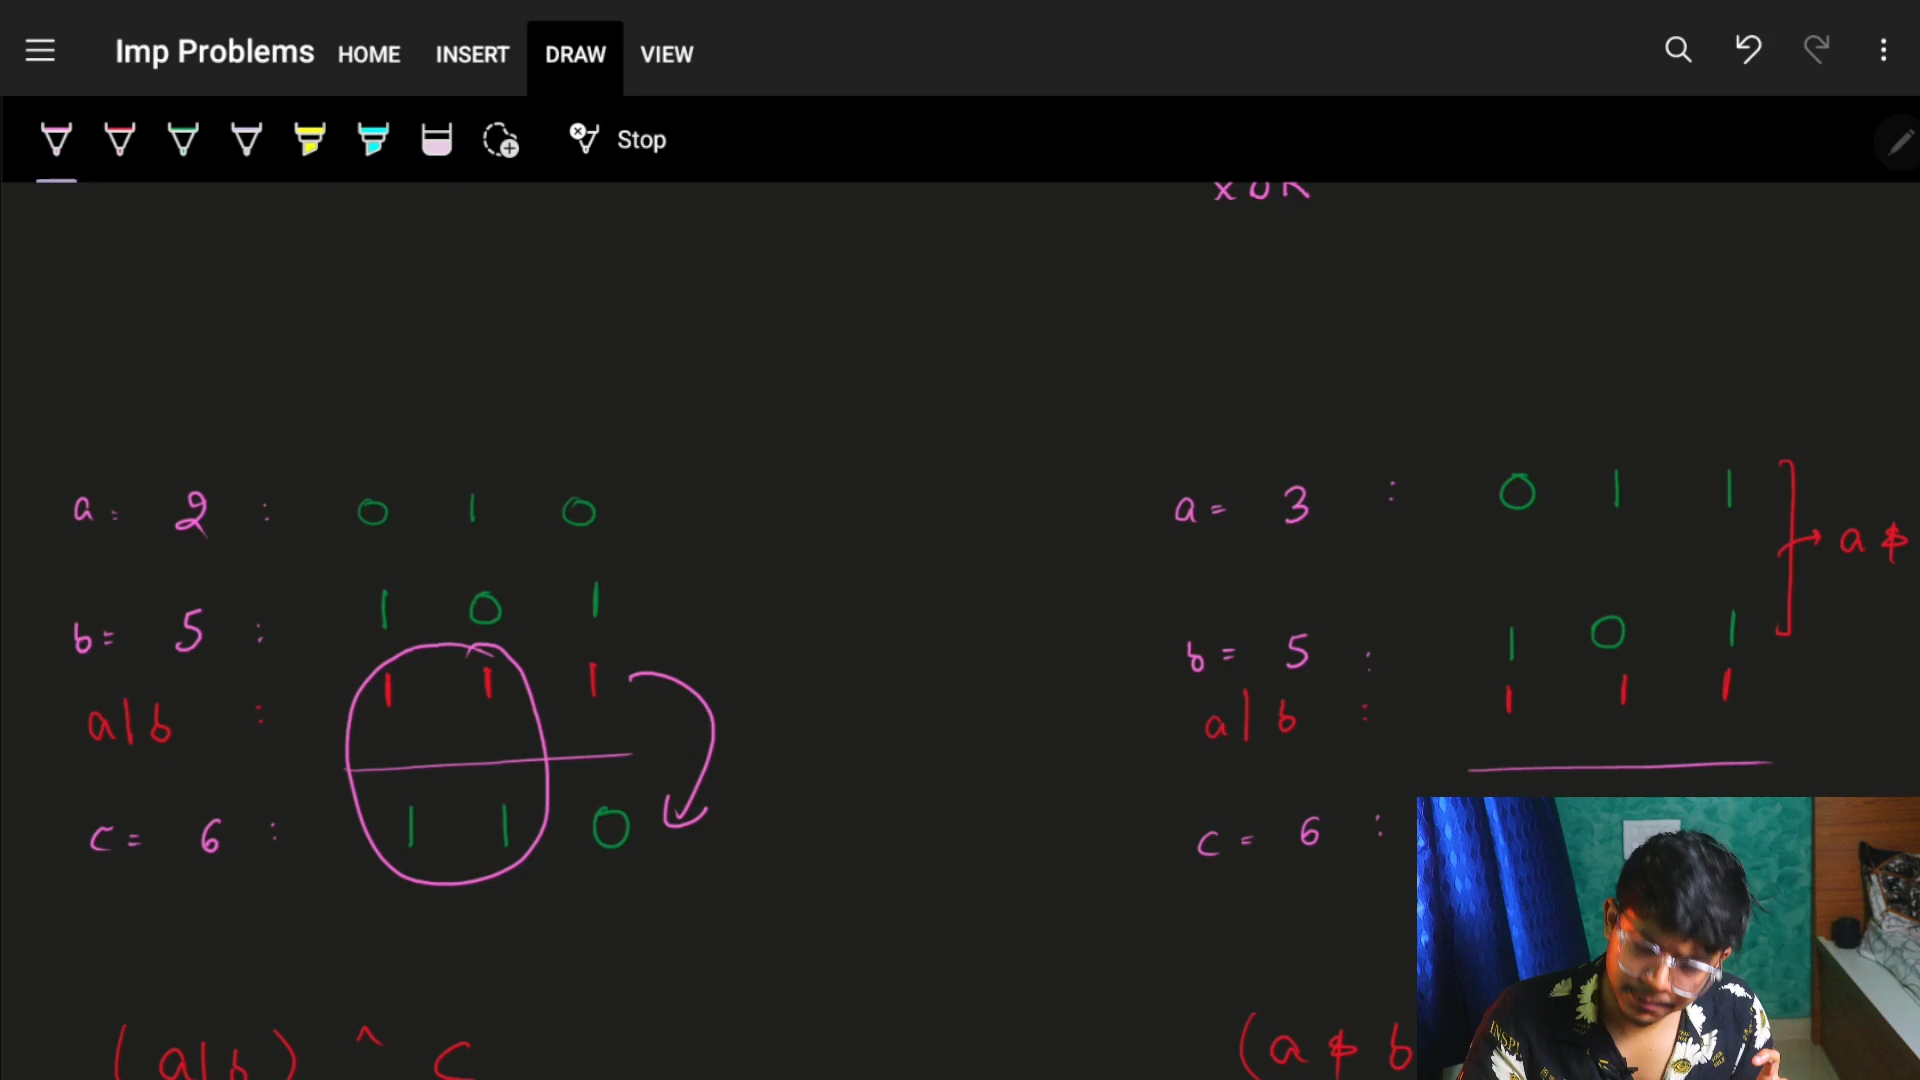 Imp Problems HOME INSERT DRAW VIEW
Stop
XOR
a = 2 : 0 1 0
b = 5 : 1 0 1
a|b : 1 1 1
c = 6 : 1 1 0
(a|b) ^ c
a = 3 : 0 1 1
a &
b = 5 : 1 0 1
a|b : 1 1 1
c = 6 :
(a & b
INSPI